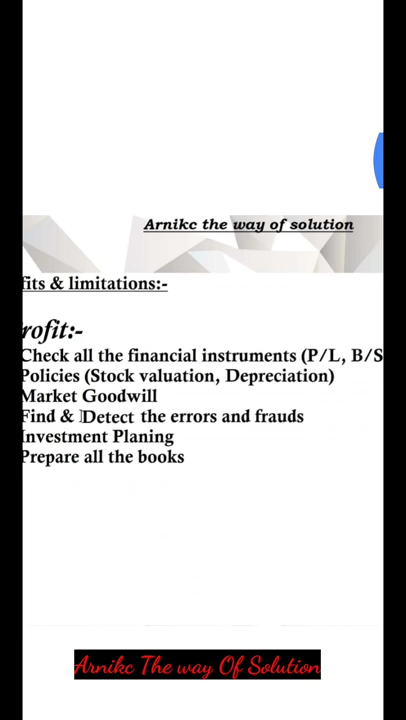 Arnikc the way of solution
fits & limitations:-
rofit:-
Check all the financial instruments (P/L, B/S
Policies (Stock valuation, Depreciation)
Market Goodwill
Find & Detect the errors and frauds
Investment Planing
Prepare all the books
Arnikc The way Of Solution